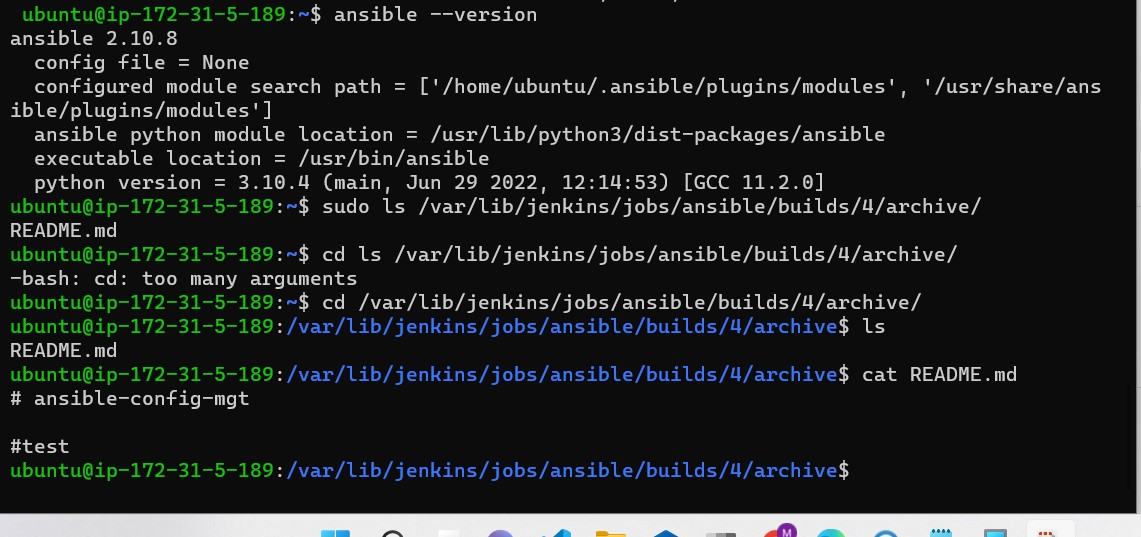 ubuntu@ip-172-31-5-189:~$ ansible --version
ansible 2.10.8
  config file = None
  configured module search path = ['/home/ubuntu/.ansible/plugins/modules', '/usr/share/ans
ible/plugins/modules']
  ansible python module location = /usr/lib/python3/dist-packages/ansible
  executable location = /usr/bin/ansible
  python version = 3.10.4 (main, Jun 29 2022, 12:14:53) [GCC 11.2.0]
ubuntu@ip-172-31-5-189:~$ sudo ls /var/lib/jenkins/jobs/ansible/builds/4/archive/
README.md
ubuntu@ip-172-31-5-189:~$ cd ls /var/lib/jenkins/jobs/ansible/builds/4/archive/
-bash: cd: too many arguments
ubuntu@ip-172-31-5-189:~$ cd /var/lib/jenkins/jobs/ansible/builds/4/archive/
ubuntu@ip-172-31-5-189:/var/lib/jenkins/jobs/ansible/builds/4/archive$ ls
README.md
ubuntu@ip-172-31-5-189:/var/lib/jenkins/jobs/ansible/builds/4/archive$ cat README.md
# ansible-config-mgt

#test
ubuntu@ip-172-31-5-189:/var/lib/jenkins/jobs/ansible/builds/4/archive$
M